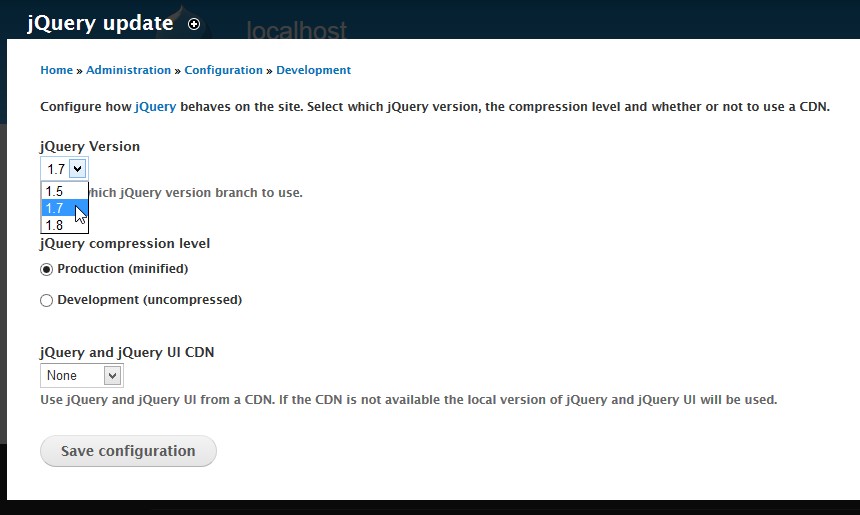 jQuery update
localhost
Home » Administration » Configuration » Development
Configure how jQuery behaves on the site. Select which jQuery version, the compression level and whether or not to use a CDN.
jQuery Version
1.7
1.5
which jQuery version branch to use.
1.7
1.8
jQuery compression level
Production (minified)
Development (uncompressed)
jQuery and jQuery UI CDN
None
Use jQuery and jQuery UI from a CDN. If the CDN is not available the local version of jQuery and jQuery UI will be used.
Save configuration